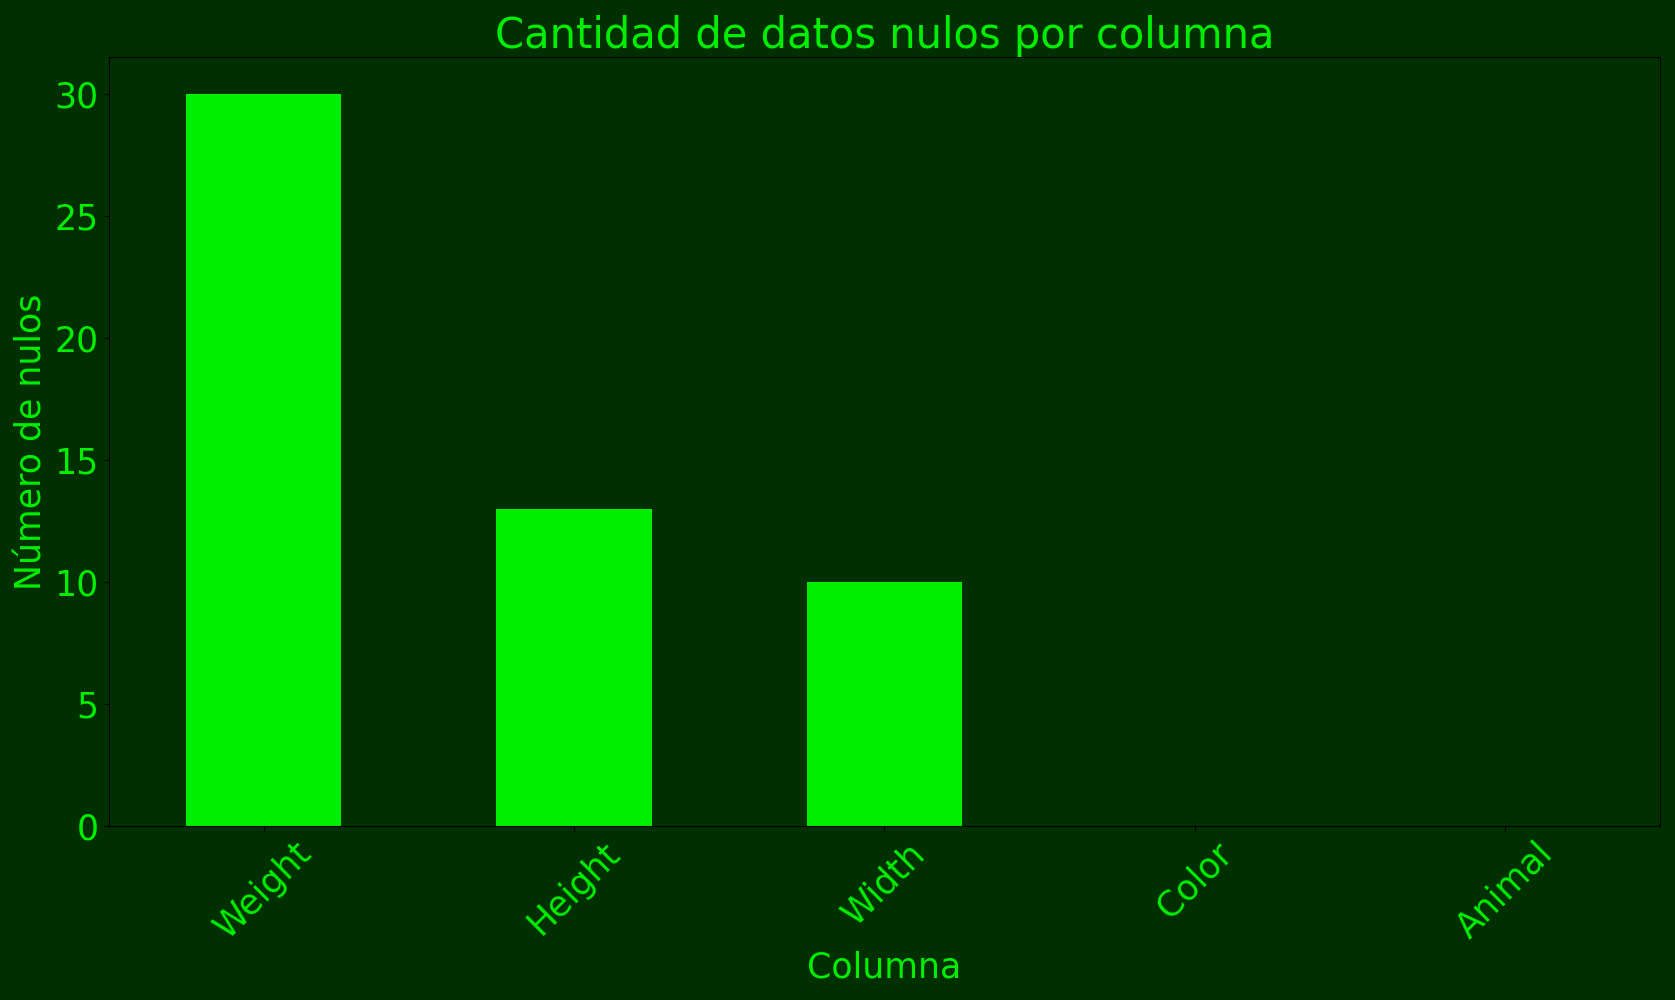 Cantidad de datos nulos por columna
Número de nulos
30
25
20
15
10
5
0
Weight
Height
Width
Color
Animal
Columna